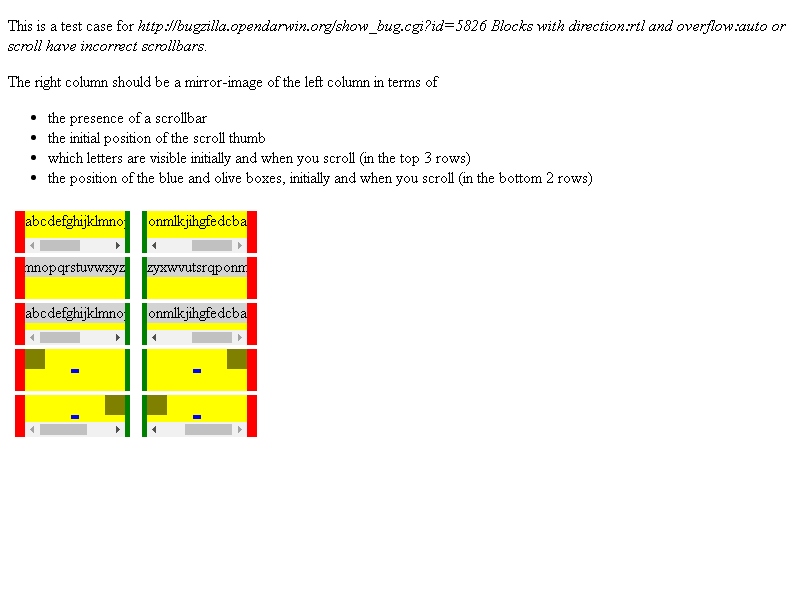 This is a test case for http://bugzilla.opendarwin.org/show_bug.cgi?id=5826 Blocks with direction:rtl and overflow:auto or
scroll have incorrect scrollbars.
The right column should be a mirror-image of the left column in terms of
the presence of a scrollbar
the initial position of the scroll thumb
which letters are visible initially and when you scroll (in the top 3 rows)
the position of the blue and olive boxes, initially and when you scroll (in the bottom 2 rows)
abcdefghijklmnop onmlkjihgfedcba
mnopqrstuvwxyz zyxwvutsrqponm
abcdefghijklmnop onmlkjihgfedcba